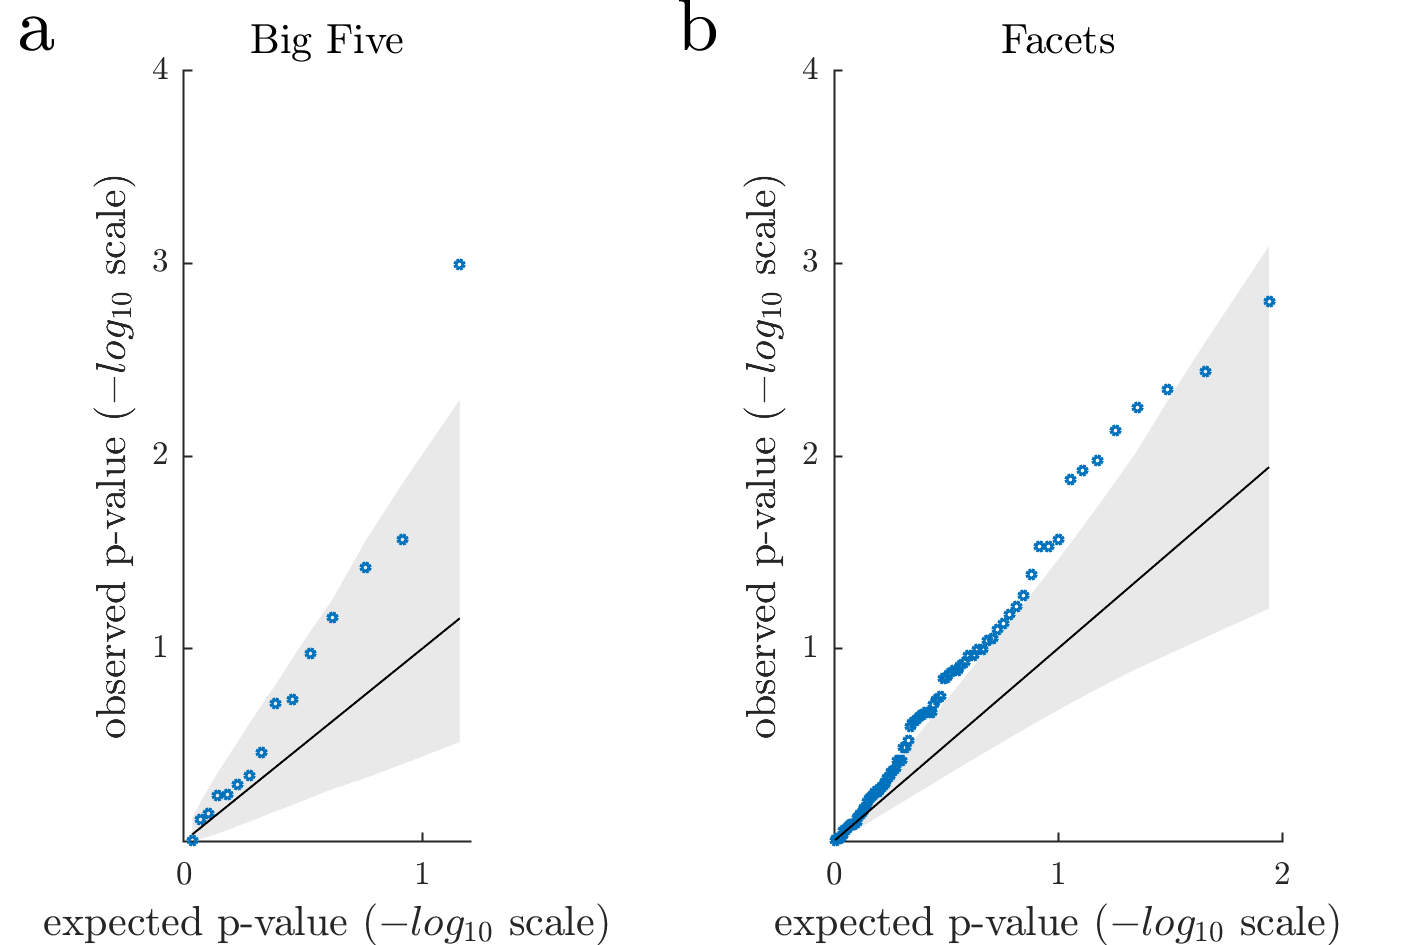 a
Big Five
4
3
2
1
0
1
observed p-value (−log₁₀ scale)
expected p-value (−log₁₀ scale)
b
Facets
4
3
2
1
0
1
2
observed p-value (−log₁₀ scale)
expected p-value (−log₁₀ scale)